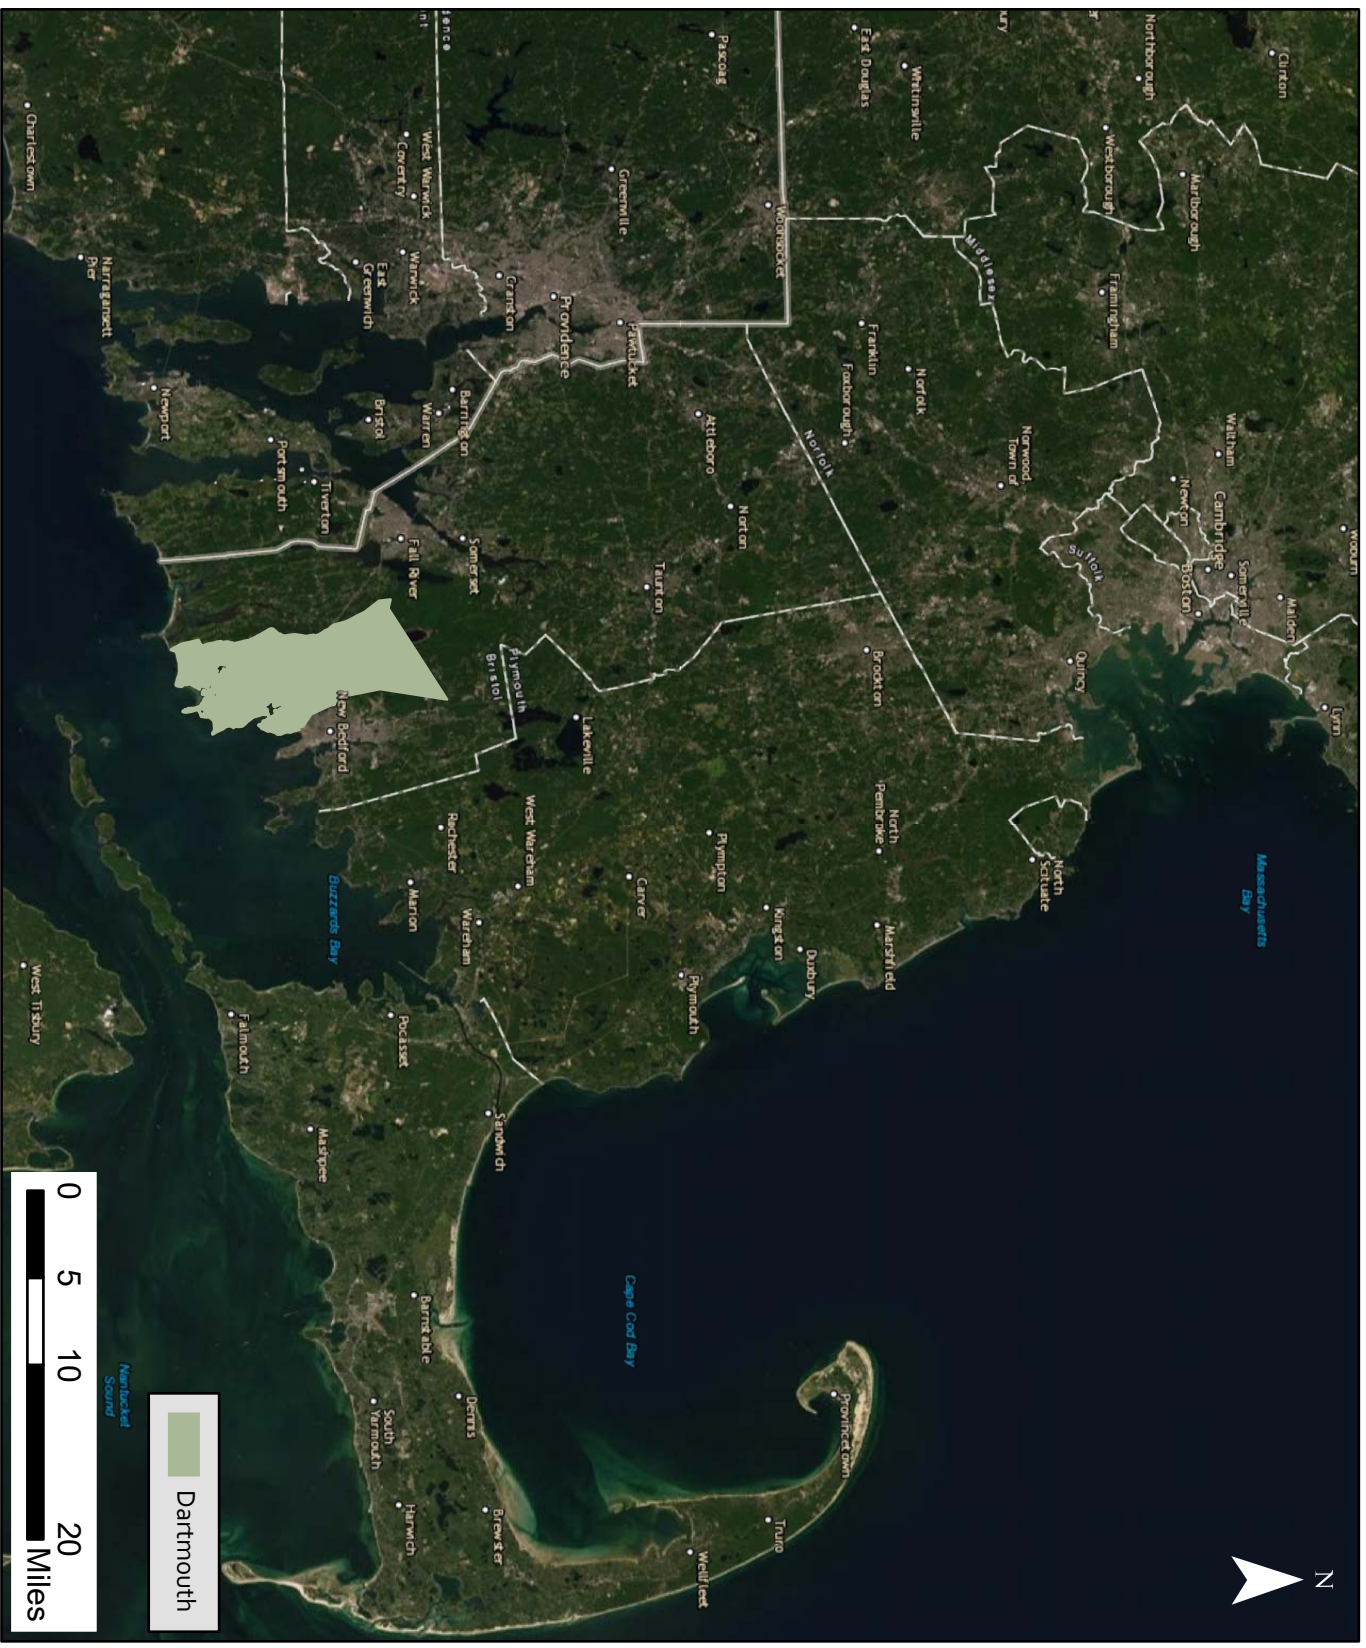 Clinton
Northborough
Westborough
Marlborough
Framingham
Whitinsville
East Douglas
Pascoag
Woonsocket
Greenville
Middlesex
Waltham
Newton
Cambridge
Somerville
Boston
Malden
Lynn
Woburn
Suffolk
Quincy
Norwood,
Town of
Norfolk
Franklin
Foxborough
Norfolk
Attleboro
Norton
Taunton
Brockton
Pawtucket
Providence
Cranston
West Warwick
Coventry
Warwick
East
Greenwich
Charlestown
Narragansett
Pier
Newport
Portsmouth
Tiverton
Bristol
Warren
Barrington
Somerset
Fall River
New Bedford
Plymouth
Bristol
Lakeville
West Wareham
Rochester
Marion
Wareham
Carver
Plympton
North
Pembroke
North
Scituate
Marshfield
Duxbury
Kingston
Plymouth
Massachusetts
Bay
Buzzards Bay
Cape Cod Bay
Nantucket
Sound
Pocasset
Falmouth
West Tisbury
Mashpee
Sandwich
Barnstable
Dennis
South
Yarmouth
Harwich
Brewster
Wellfleet
Truro
Provincetown
N
Dartmouth
0 5 10 20
Miles